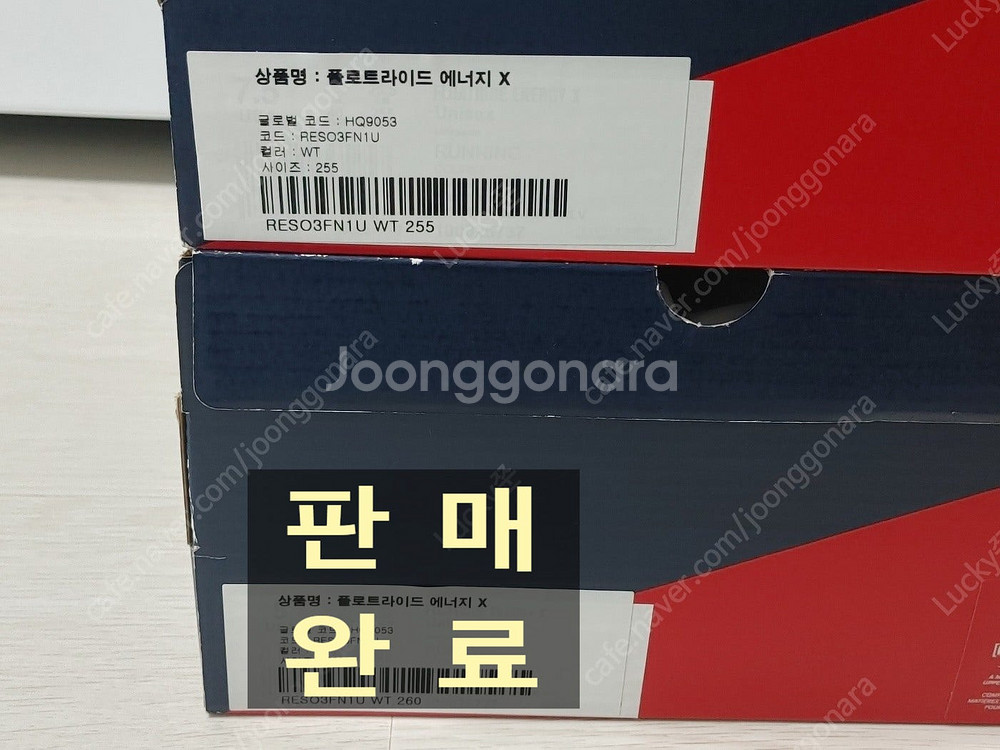 상품명 : 플로트라이드 에너지 X
글로벌 코드 : HQ9053
코드 : RESO3FN1U
컬러 : WT
사이즈 : 255
RESO3FN1U WT 255
Joonggonara
cafe.naver.com/joonggonara
판 매
상품명 : 플로트라이드 에너지 X
완 료
RESO3FN1U WT 260